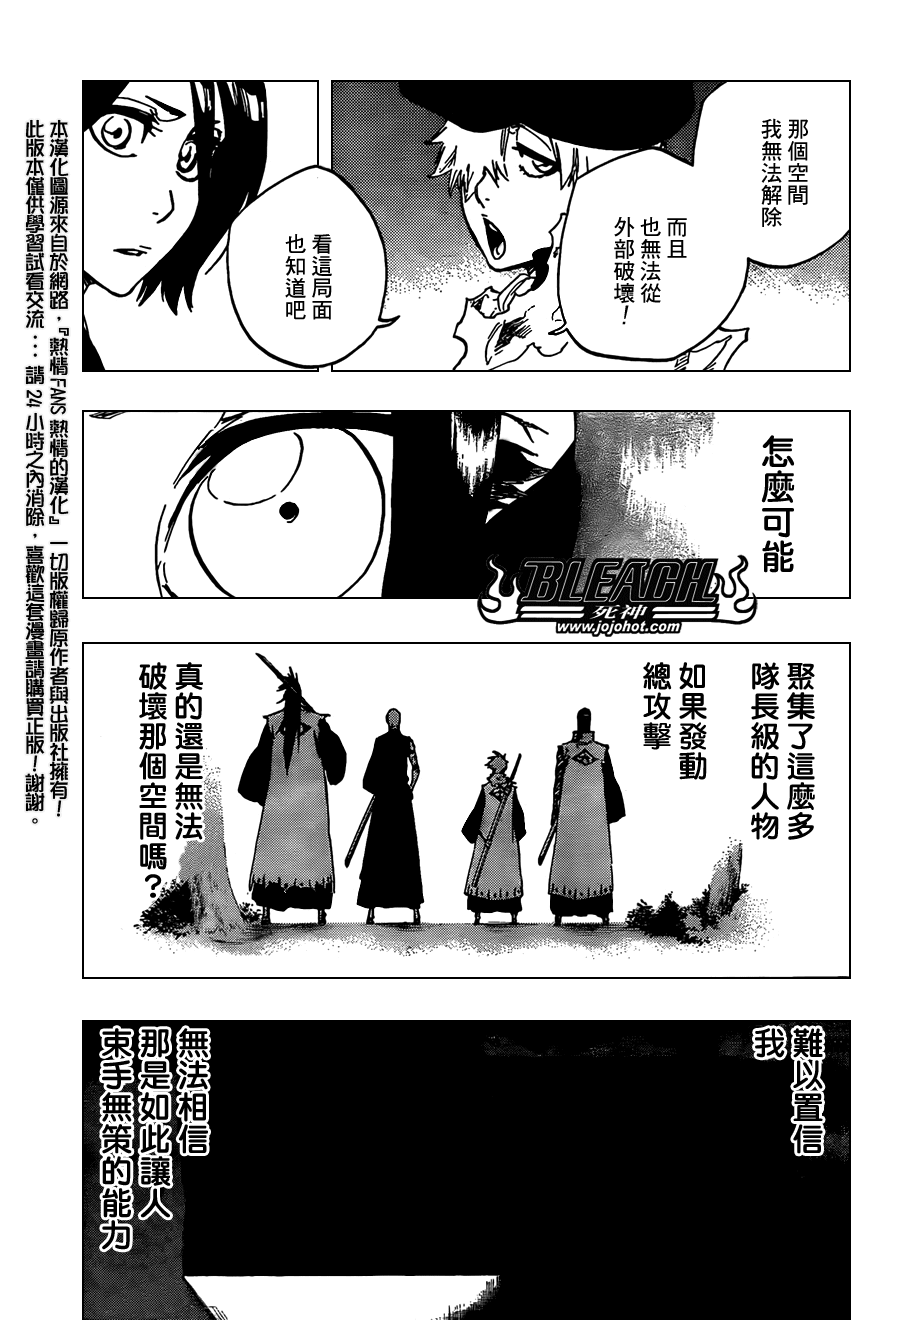 那個空間
我無法解除
而且
也無法從
外部破壞！
看這局面
也知道吧
怎麼可能
BLEACH
死神
www.jojohot.com
聚集了這麼多
隊長級的人物
如果發動
總攻擊
真的還是無法
破壞那個空間嗎？
難以置信
我
無法相信
那是如此讓人
束手無策的能力
本漢化圖源來自於網路，『熱情FANS熱情的漢化』一切版權歸原作者與出版社擁有！
此版本僅供學習試看交流…請24小時之內消除，喜歡這套漫畫請購買正版！謝謝。